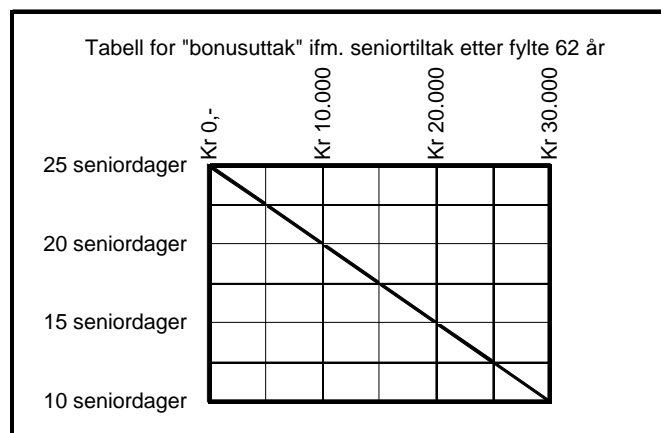 Tabell for "bonusuttak" ifm. seniortiltak etter fylte 62 år
Kr 0,-
Kr 10.000
Kr 20.000
Kr 30.000
25 seniordager
20 seniordager
15 seniordager
10 seniordager